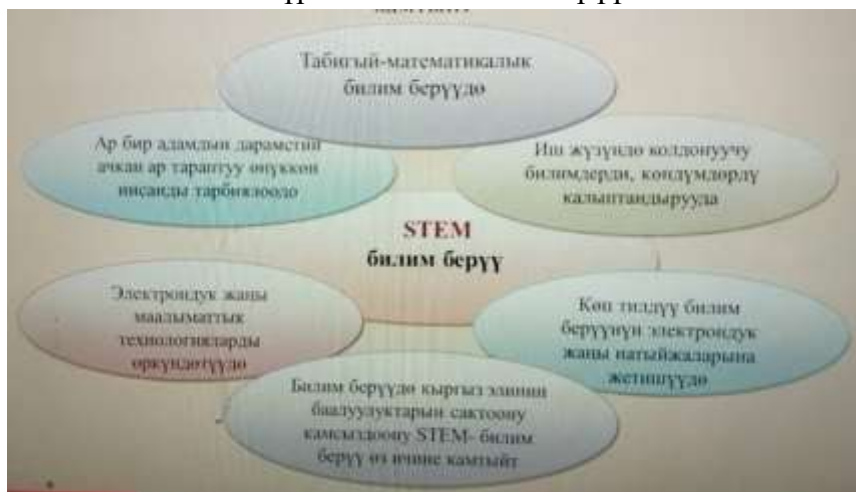 Табигый-математикалык
билим берүүдө
Ар бир адамдын дараметин
ачкан ар тараптуу өнүккөн
инсанды тарбиялоодо
Иш жүзүндө колдонуучу
билимдерди, көндүмдөрдү
калыптандырууда
STEM
билим берүү
Электрондук жаңы
маалыматтык
технологияларды
өркүндөтүүдө
Көп тилдүү билим
берүүнүн электрондук
жаңы натыйжаларына
жетишүүдө
Билим берүүдө кыргыз элинин
баалуулуктарын сактоону
камсыздоону STEM- билим
берүү өз ичине камтыйт